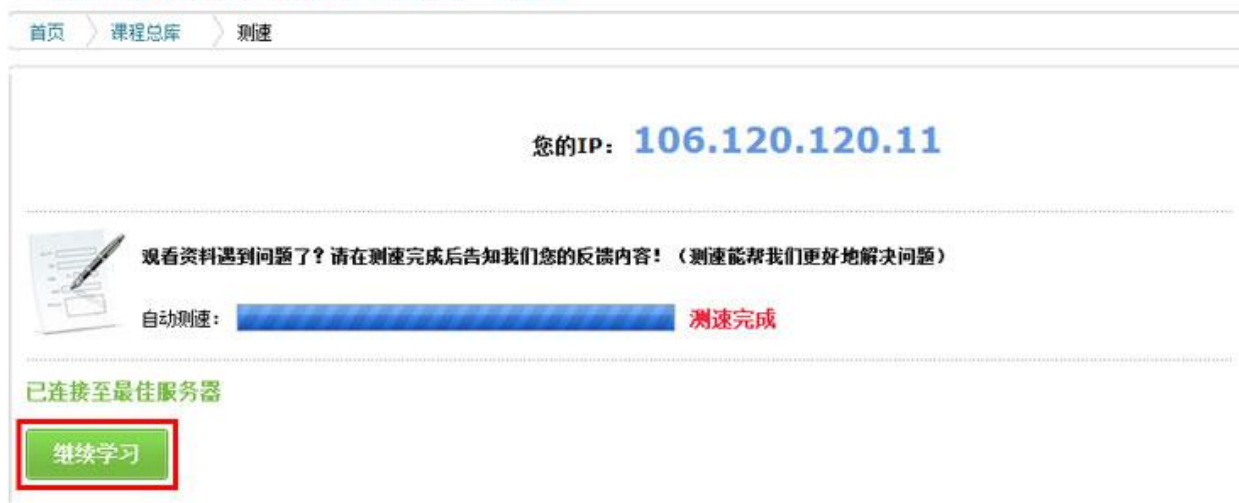 首页 课程总库 测速
您的IP: 106.120.120.11
观看资料遇到问题了？请在测速完成后告知我们您的反馈内容！（测速能帮我们更好地解决问题）
自动测速： 测速完成
已连接至最佳服务器
继续学习